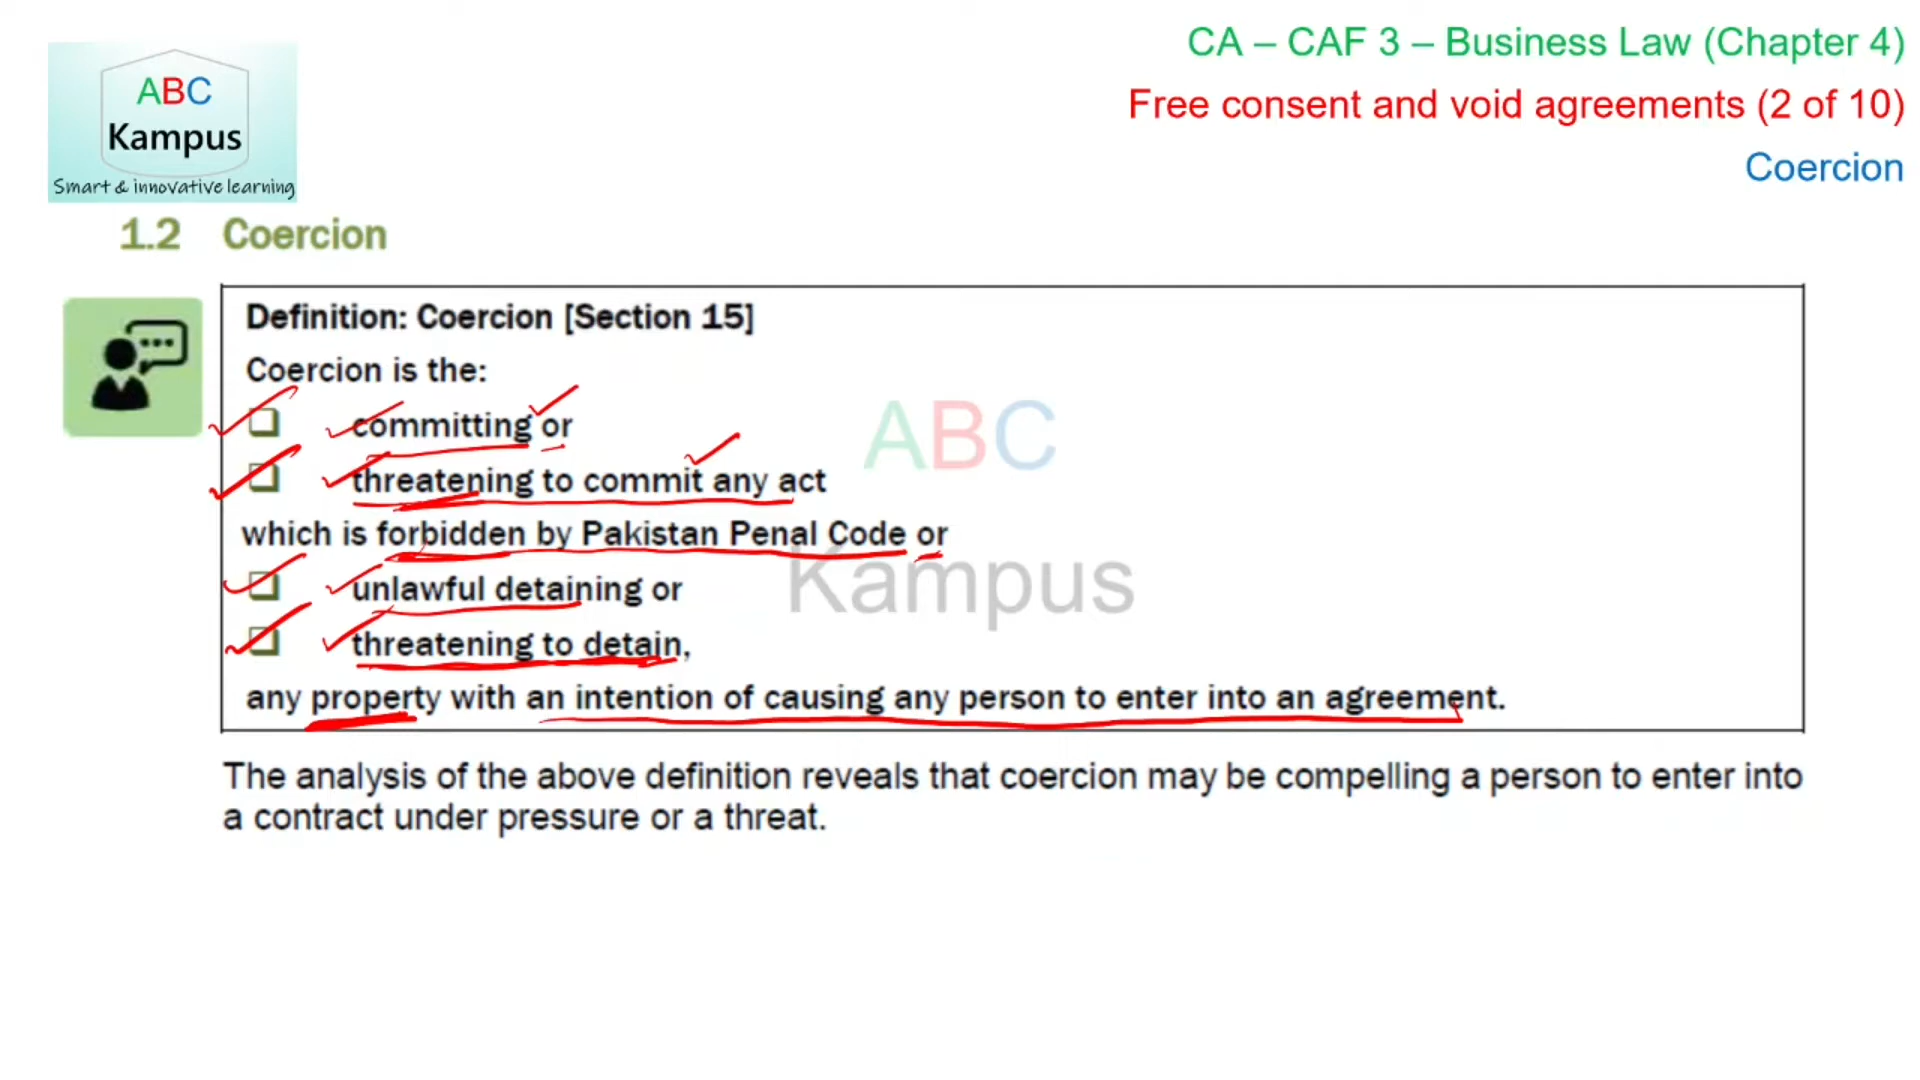 ABC
Kampus
Smart & innovative learning
CA – CAF 3 – Business Law (Chapter 4)
Free consent and void agreements (2 of 10)
Coercion
1.2 Coercion
Definition: Coercion [Section 15]
Coercion is the:
committing or
threatening to commit any act
which is forbidden by Pakistan Penal Code or
unlawful detaining or
threatening to detain,
any property with an intention of causing any person to enter into an agreement.
ABC
Kampus
The analysis of the above definition reveals that coercion may be compelling a person to enter into
a contract under pressure or a threat.